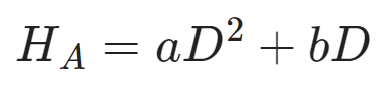 H_A = aD^2 + bD